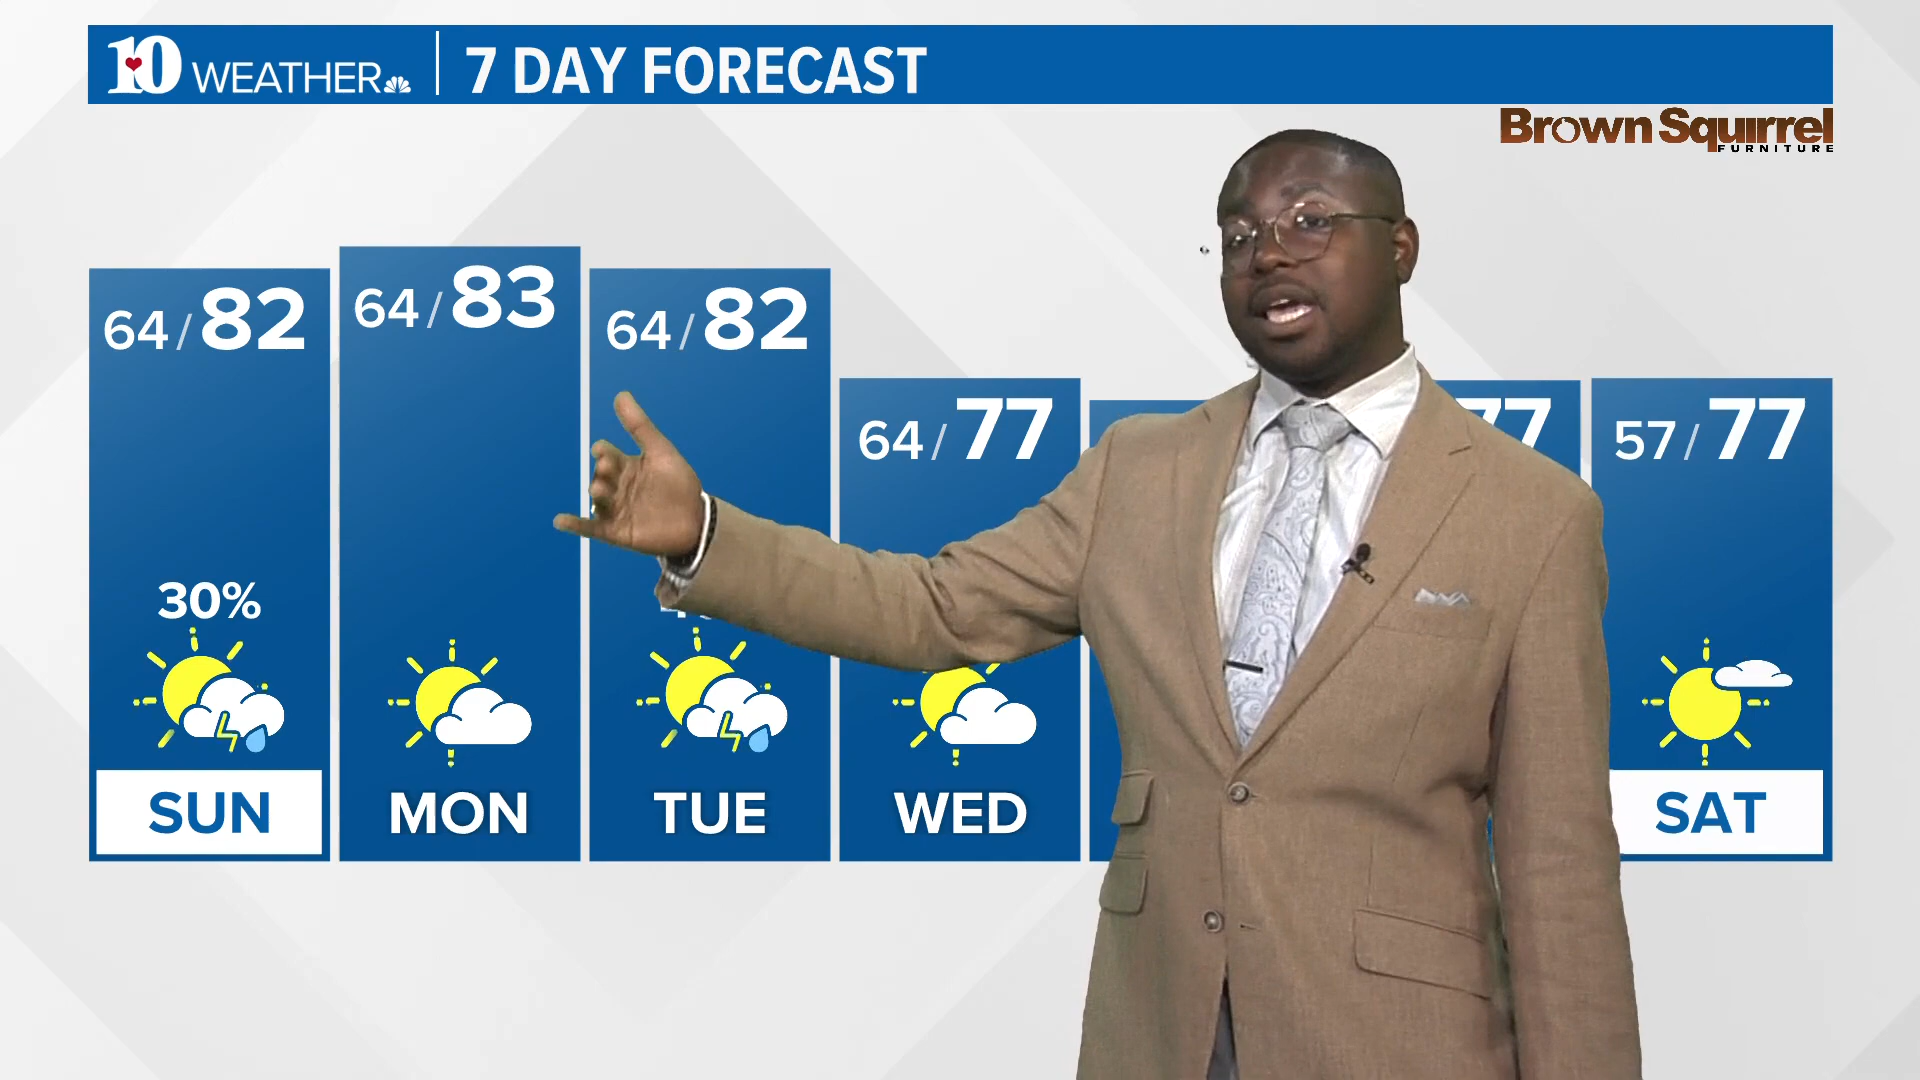 10 WEATHER 7 DAY FORECAST
Brown Squirrel
FURNITURE
64/82
64/83
64/82
64/77
77
57/77
30%
SUN
MON
TUE
WED
SAT